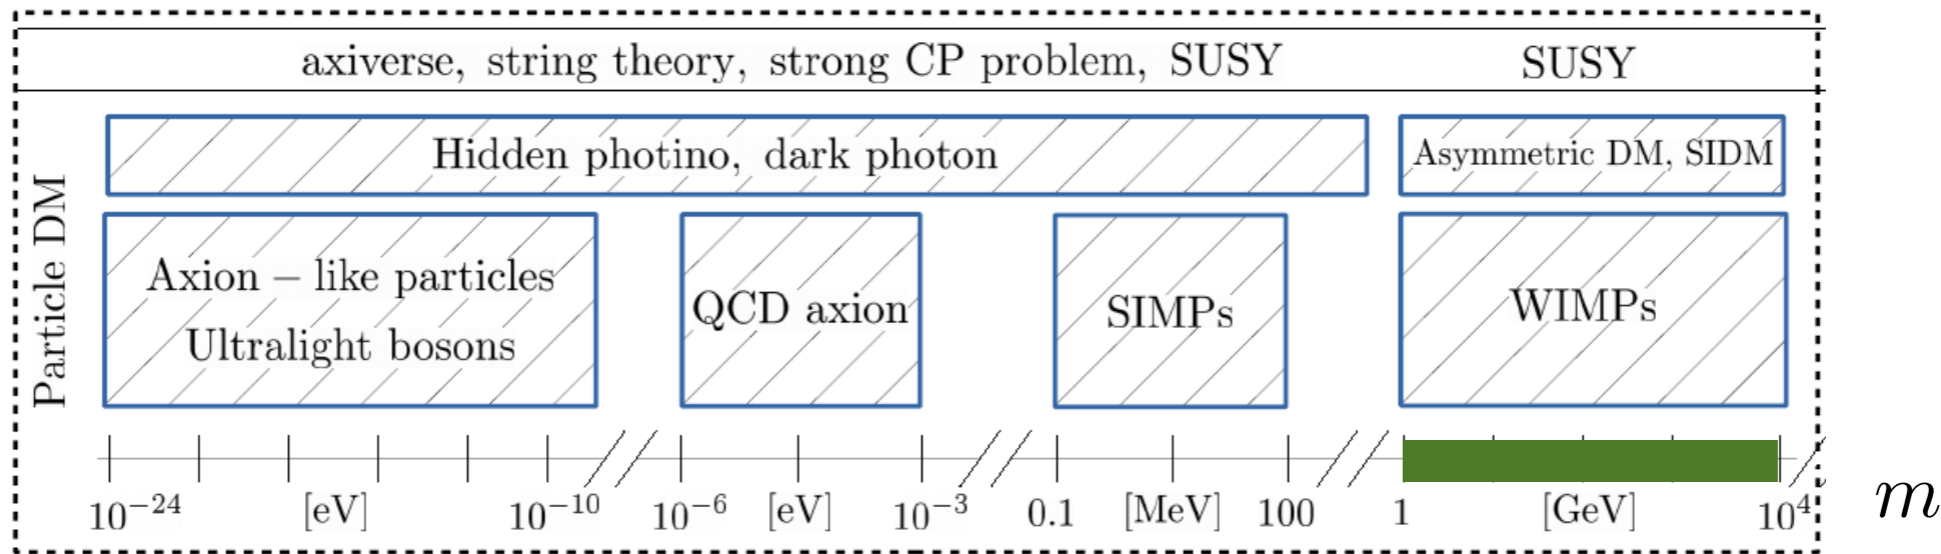 axiverse, string theory, strong CP problem, SUSY
SUSY
Particle DM
Hidden photino, dark photon
Asymmetric DM, SIDM
Axion – like particles
Ultralight bosons
QCD axion
SIMPs
WIMPs
10⁻²⁴ [eV] 10⁻¹⁰ 10⁻⁶ [eV] 10⁻³ 0.1 [MeV] 100 1 [GeV] 10⁴
m